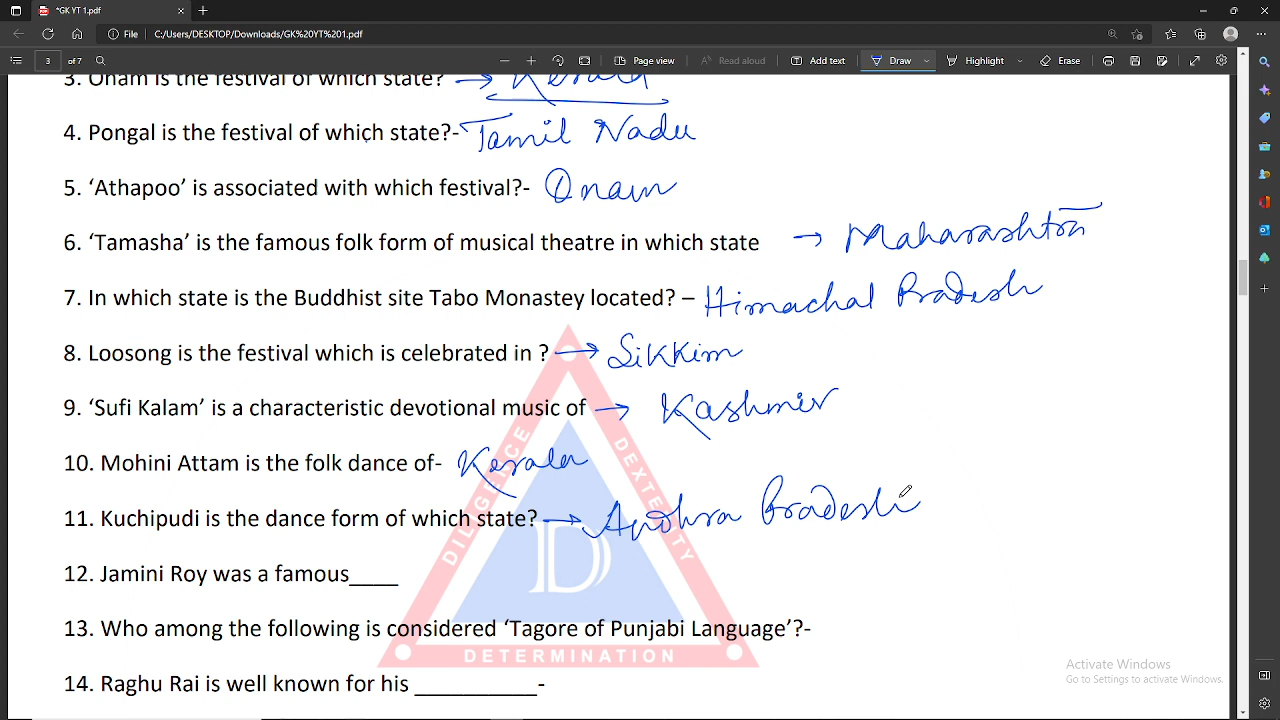 *GK YT 1.pdf
File C:/Users/DESKTOP/Downloads/GK%20YT%201.pdf
3 of 7 Page view Read aloud Add text Draw Highlight Erase
3. Onam is the festival of which state? → Kerala
4. Pongal is the festival of which state?- Tamil Nadu
5. ‘Athapoo’ is associated with which festival?- Onam
6. ‘Tamasha’ is the famous folk form of musical theatre in which state → Maharashtra
7. In which state is the Buddhist site Tabo Monastey located? – Himachal Pradesh
8. Loosong is the festival which is celebrated in ? → Sikkim
9. ‘Sufi Kalam’ is a characteristic devotional music of → Kashmir
10. Mohini Attam is the folk dance of- Kerala
11. Kuchipudi is the dance form of which state? → Andhra Pradesh
12. Jamini Roy was a famous____
13. Who among the following is considered ‘Tagore of Punjabi Language’?-
14. Raghu Rai is well known for his __________-
DILIGENCE
DEXTERITY
D
DETERMINATION
Activate Windows
Go to Settings to activate Windows.